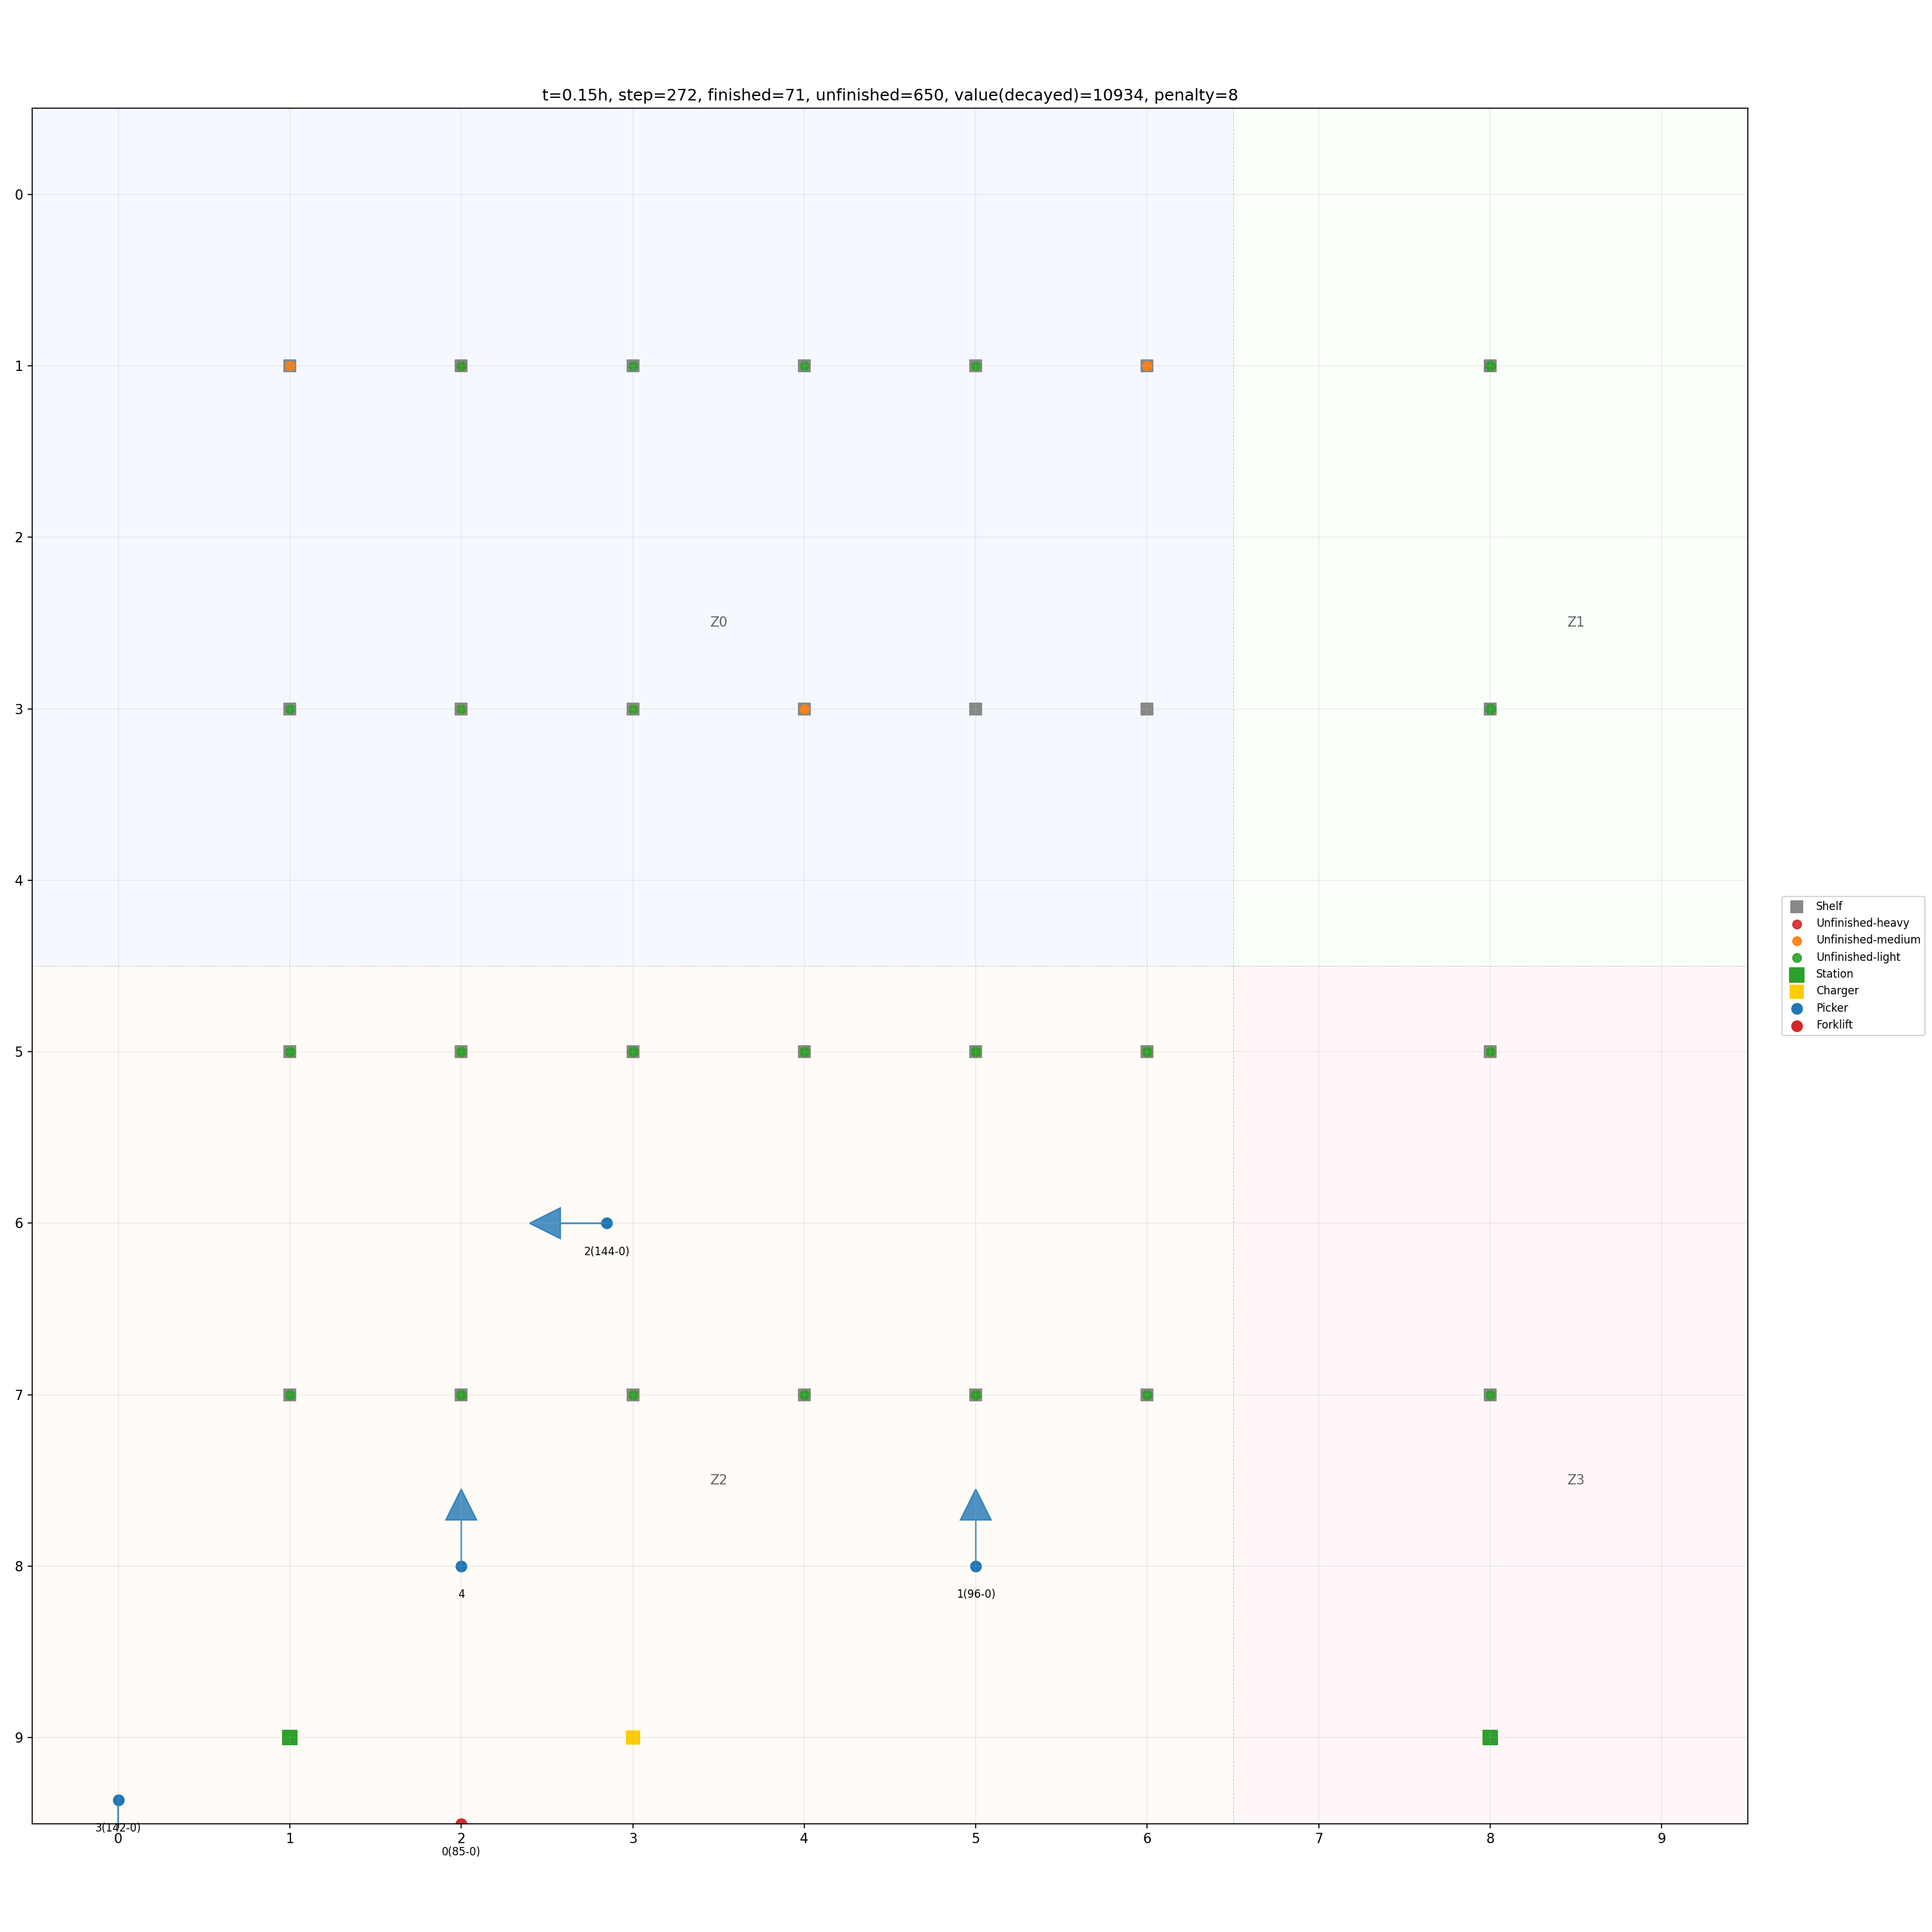 t=0.15h, step=272, finished=71, unfinished=650, value(decayed)=10934, penalty=8
0
1
2
Z0
Z1
3
4
Shelf
Unfinished-heavy
Unfinished-medium
Unfinished-light
Station
Charger
Picker
Forklift
5
6
2(144-0)
7
Z2
Z3
8
4
1(96-0)
9
3(142-0)
0 1 2 3 4 5 6 7 8 9
0(85-0)